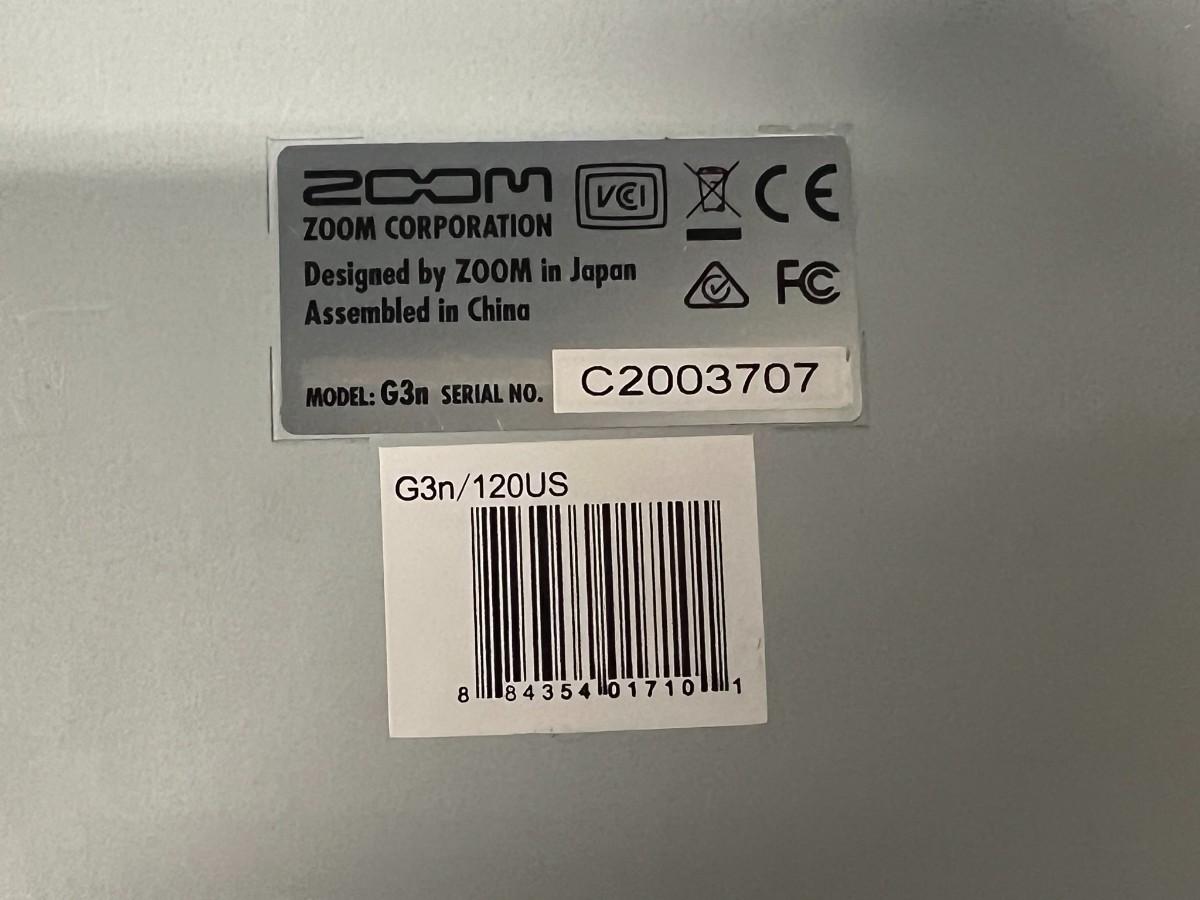 ZOOM
ZOOM CORPORATION
VCCI
CE
Designed by ZOOM in Japan
FC
Assembled in China
MODEL: G3n SERIAL NO. C2003707
G3n/120US
8 84354 01710 1